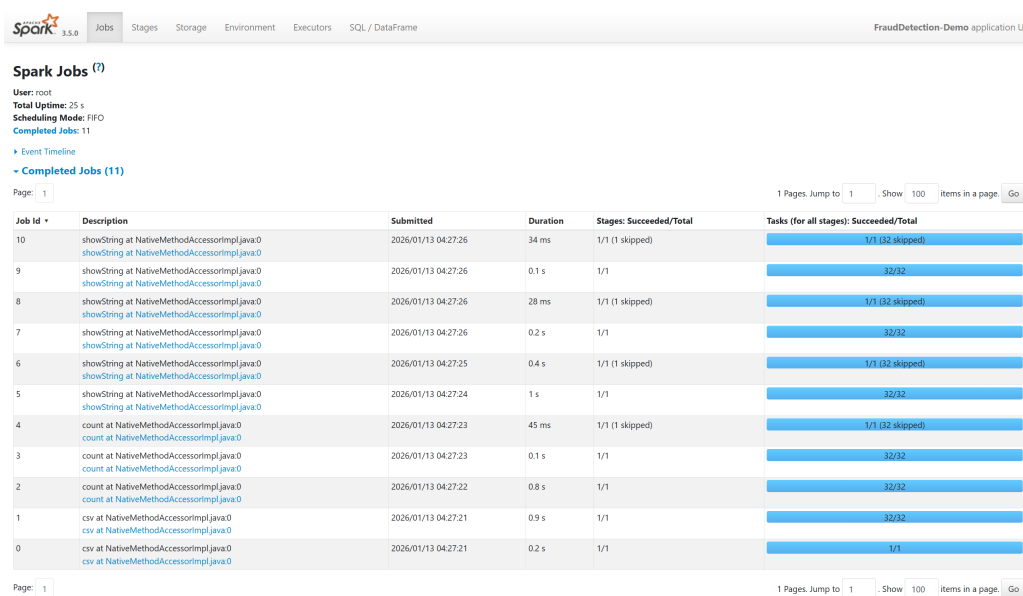 APACHE
Spark 3.5.0 Jobs Stages Storage Environment Executors SQL / DataFrame FraudDetection-Demo application U
Spark Jobs (?)
User: root
Total Uptime: 25 s
Scheduling Mode: FIFO
Completed Jobs: 11
Event Timeline
Completed Jobs (11)
Page: 1 1 Pages. Jump to 1 . Show 100 items in a page. Go
Job Id ▾ Description Submitted Duration Stages: Succeeded/Total Tasks (for all stages): Succeeded/Total
10 showString at NativeMethodAccessorImpl.java:0 2026/01/13 04:27:26 34 ms 1/1 (1 skipped) 1/1 (32 skipped)
showString at NativeMethodAccessorImpl.java:0
9 showString at NativeMethodAccessorImpl.java:0 2026/01/13 04:27:26 0.1 s 1/1 32/32
showString at NativeMethodAccessorImpl.java:0
8 showString at NativeMethodAccessorImpl.java:0 2026/01/13 04:27:26 28 ms 1/1 (1 skipped) 1/1 (32 skipped)
showString at NativeMethodAccessorImpl.java:0
7 showString at NativeMethodAccessorImpl.java:0 2026/01/13 04:27:26 0.2 s 1/1 32/32
showString at NativeMethodAccessorImpl.java:0
6 showString at NativeMethodAccessorImpl.java:0 2026/01/13 04:27:25 0.4 s 1/1 (1 skipped) 1/1 (32 skipped)
showString at NativeMethodAccessorImpl.java:0
5 showString at NativeMethodAccessorImpl.java:0 2026/01/13 04:27:24 1 s 1/1 32/32
showString at NativeMethodAccessorImpl.java:0
4 count at NativeMethodAccessorImpl.java:0 2026/01/13 04:27:23 45 ms 1/1 (1 skipped) 1/1 (32 skipped)
count at NativeMethodAccessorImpl.java:0
3 count at NativeMethodAccessorImpl.java:0 2026/01/13 04:27:23 0.1 s 1/1 32/32
count at NativeMethodAccessorImpl.java:0
2 count at NativeMethodAccessorImpl.java:0 2026/01/13 04:27:22 0.8 s 1/1 32/32
count at NativeMethodAccessorImpl.java:0
1 csv at NativeMethodAccessorImpl.java:0 2026/01/13 04:27:21 0.9 s 1/1 32/32
csv at NativeMethodAccessorImpl.java:0
0 csv at NativeMethodAccessorImpl.java:0 2026/01/13 04:27:21 0.2 s 1/1 1/1
csv at NativeMethodAccessorImpl.java:0
Page: 1 1 Pages. Jump to 1 . Show 100 items in a page. Go